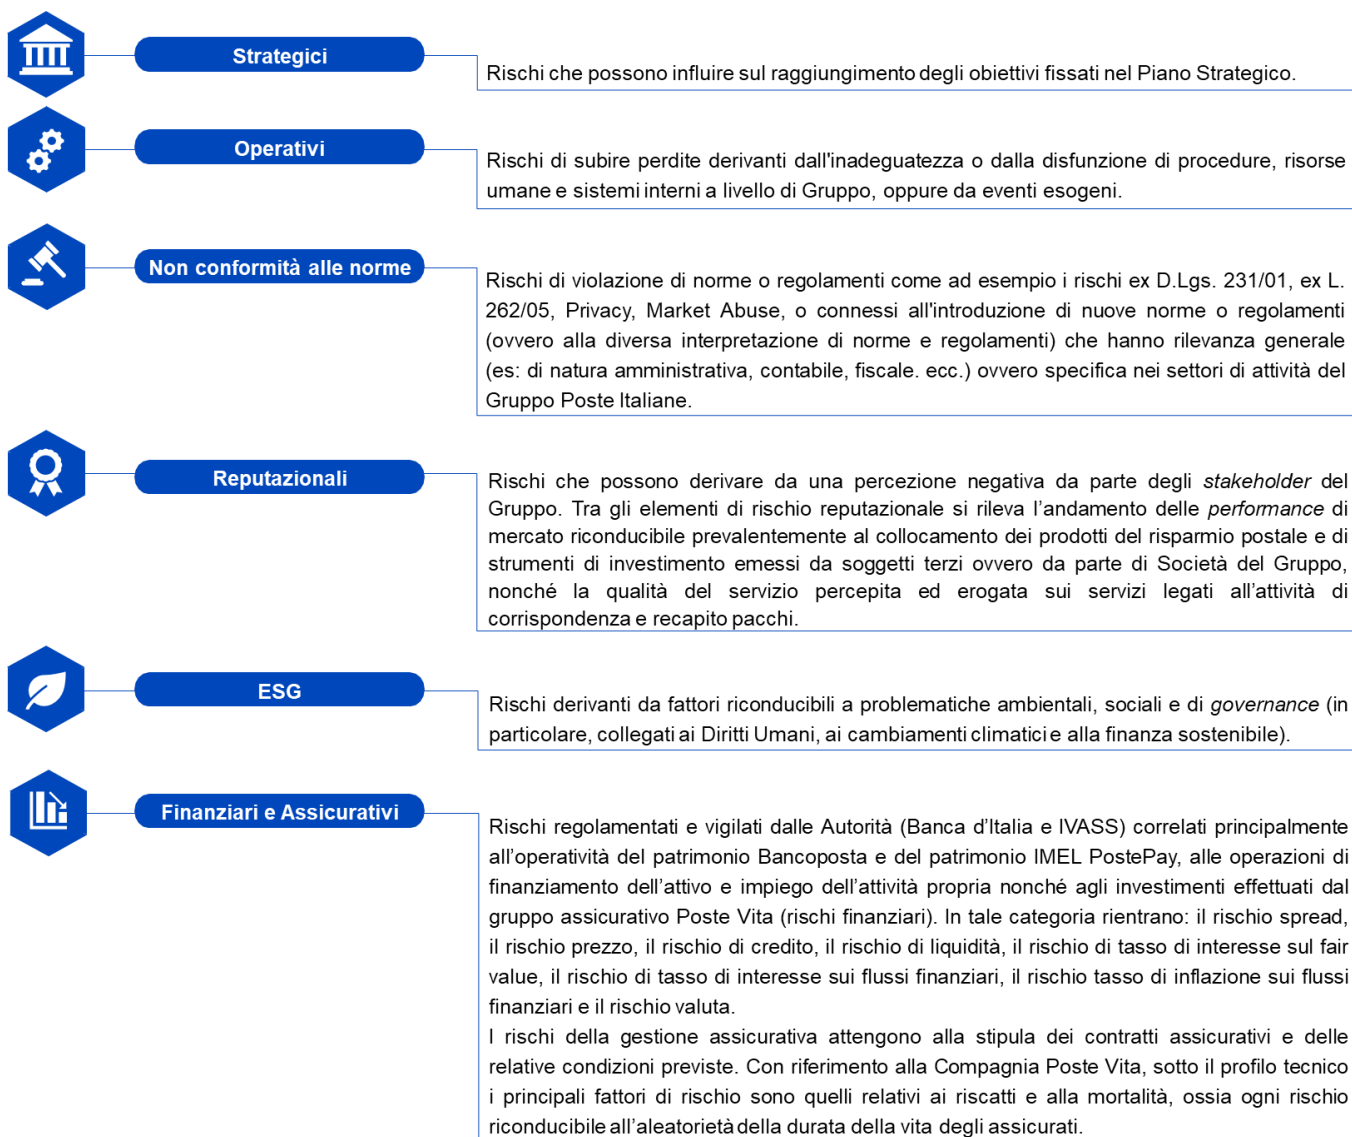 Strategici
Rischi che possono influire sul raggiungimento degli obiettivi fissati nel Piano Strategico.
Operativi
Rischi di subire perdite derivanti dall'inadeguatezza o dalla disfunzione di procedure, risorse
umane e sistemi interni a livello di Gruppo, oppure da eventi esogeni.
Non conformità alle norme
Rischi di violazione di norme o regolamenti come ad esempio i rischi ex D.Lgs. 231/01, ex L.
262/05, Privacy, Market Abuse, o connessi all'introduzione di nuove norme o regolamenti
(ovvero alla diversa interpretazione di norme e regolamenti) che hanno rilevanza generale
(es: di natura amministrativa, contabile, fiscale. ecc.) ovvero specifica nei settori di attività del
Gruppo Poste Italiane.
Reputazionali
Rischi che possono derivare da una percezione negativa da parte degli stakeholder del
Gruppo. Tra gli elementi di rischio reputazionale si rileva l’andamento delle performance di
mercato riconducibile prevalentemente al collocamento dei prodotti del risparmio postale e di
strumenti di investimento emessi da soggetti terzi ovvero da parte di Società del Gruppo,
nonché la qualità del servizio percepita ed erogata sui servizi legati all’attività di
corrispondenza e recapito pacchi.
ESG
Rischi derivanti da fattori riconducibili a problematiche ambientali, sociali e di governance (in
particolare, collegati ai Diritti Umani, ai cambiamenti climatici e alla finanza sostenibile).
Finanziari e Assicurativi
Rischi regolamentati e vigilati dalle Autorità (Banca d’Italia e IVASS) correlati principalmente
all’operatività del patrimonio Bancoposta e del patrimonio IMEL PostePay, alle operazioni di
finanziamento dell’attivo e impiego dell’attività propria nonché agli investimenti effettuati dal
gruppo assicurativo Poste Vita (rischi finanziari). In tale categoria rientrano: il rischio spread,
il rischio prezzo, il rischio di credito, il rischio di liquidità, il rischio di tasso di interesse sul fair
value, il rischio di tasso di interesse sui flussi finanziari, il rischio tasso di inflazione sui flussi
finanziari e il rischio valuta.
I rischi della gestione assicurativa attengono alla stipula dei contratti assicurativi e delle
relative condizioni previste. Con riferimento alla Compagnia Poste Vita, sotto il profilo tecnico
i principali fattori di rischio sono quelli relativi ai riscatti e alla mortalità, ossia ogni rischio
riconducibile all’aleatorietà della durata della vita degli assicurati.